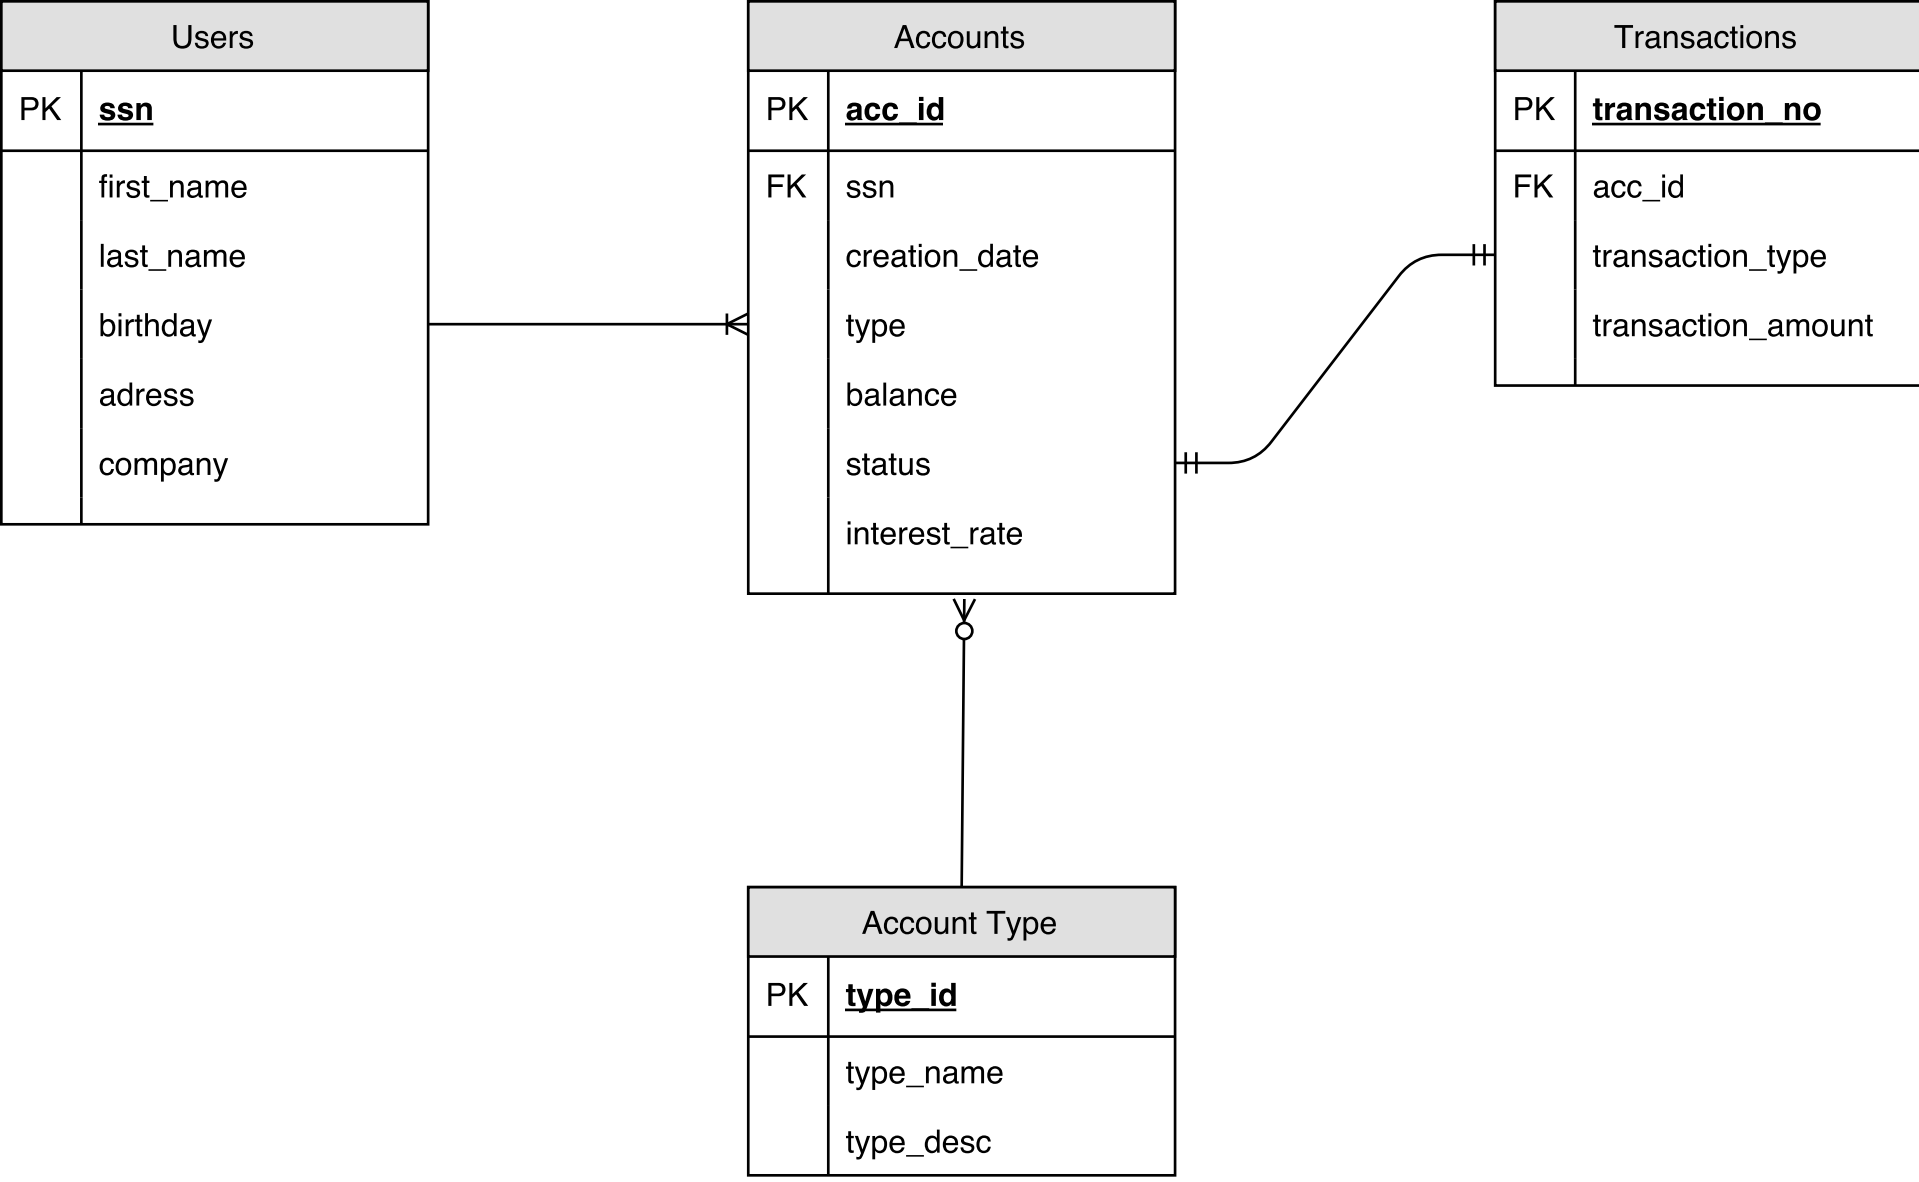 Users
PK ssn
first_name
last_name
birthday
adress
company
Accounts
PK acc_id
FK ssn
creation_date
type
balance
status
interest_rate
Transactions
PK transaction_no
FK acc_id
transaction_type
transaction_amount
Account Type
PK type_id
type_name
type_desc